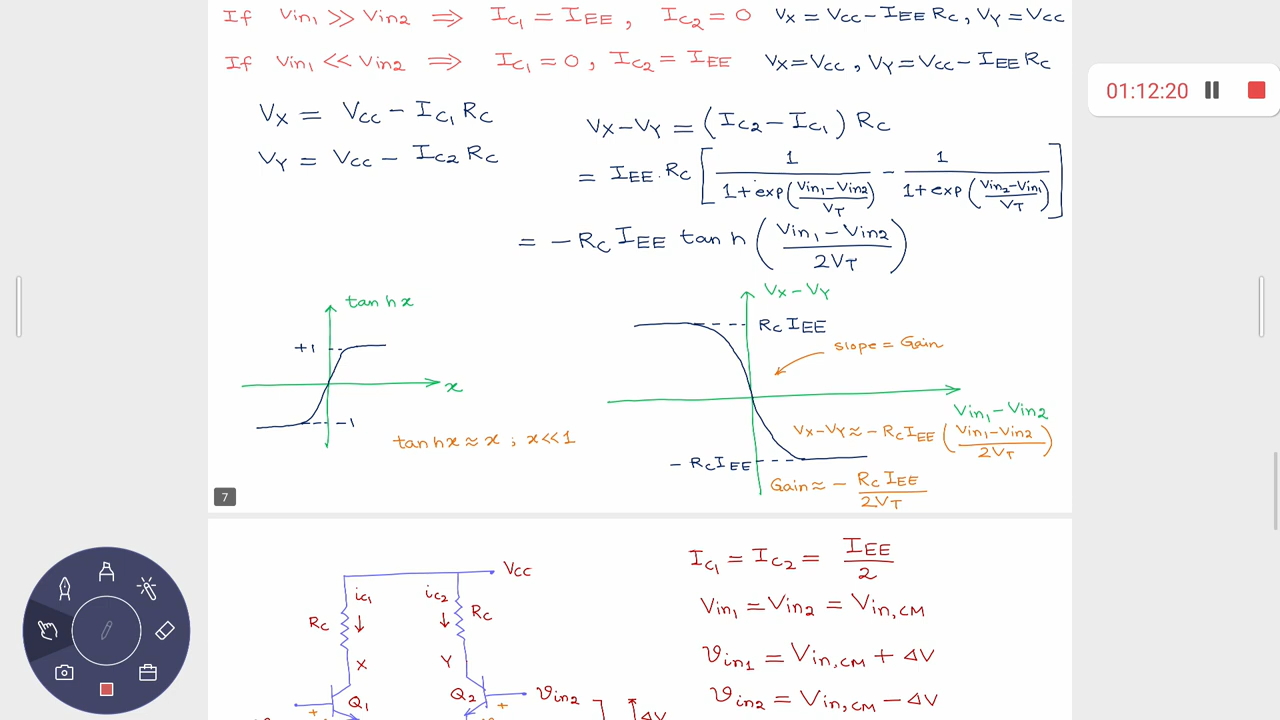 If Vin1 >> Vin2 ⇒ IC1 = IEE , IC2 = 0 VX = VCC − IEE RC , VY = VCC
If Vin1 << Vin2 ⇒ IC1 = 0 , IC2 = IEE VX = VCC , VY = VCC − IEE RC
01:12:20
VX = VCC − IC1 RC
VY = VCC − IC2 RC
VX − VY = (IC2 − IC1) RC
= IEE . RC [ 1 / (1 + exp((Vin1 − Vin2) / VT)) − 1 / (1 + exp((Vin2 − Vin1) / VT)) ]
= − RC IEE tan h ( (Vin1 − Vin2) / 2VT )
tan h x
+1
x
−1
tan h x ≈ x ; x << 1
VX − VY
RC IEE
slope = Gain
Vin1 − Vin2
VX − VY ≈ − RC IEE ( (Vin1 − Vin2) / 2VT )
− RC IEE
Gain ≈ − RC IEE / 2VT
7
VCC
RC iC1 iC2 RC
X Y
Q1 Q2 vin2
+ +
ΔV
IC1 = IC2 = IEE / 2
Vin1 = Vin2 = Vin,CM
vin1 = Vin,CM + ΔV
vin2 = Vin,CM − ΔV